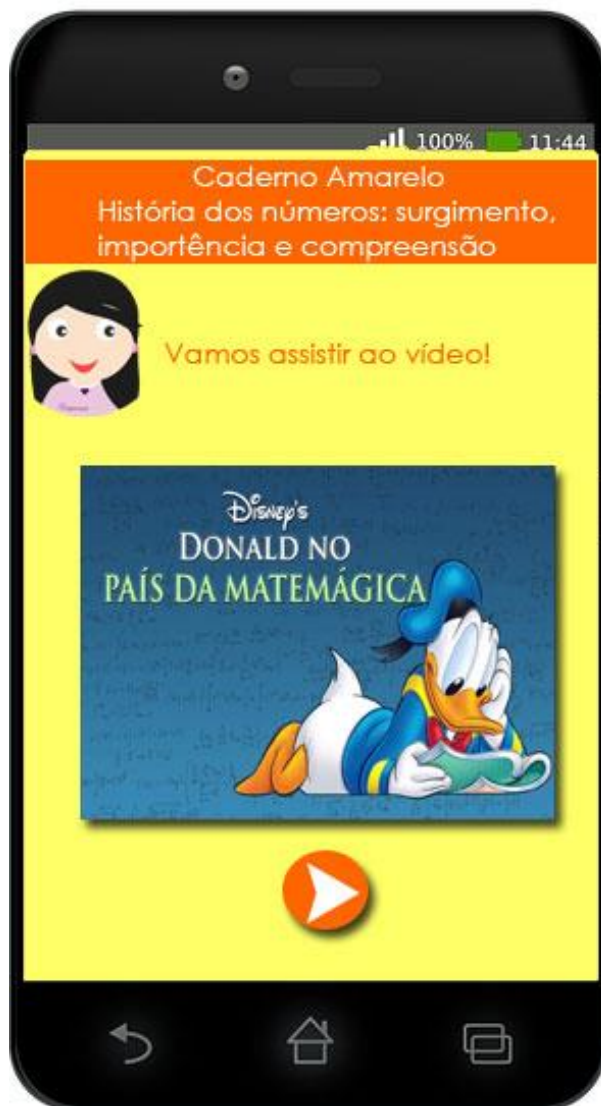 100% 11:44
Caderno Amarelo
História dos números: surgimento,
importência e compreensão
Vamos assistir ao vídeo!
Disney's
DONALD NO
PAÍS DA MATEMÁGICA